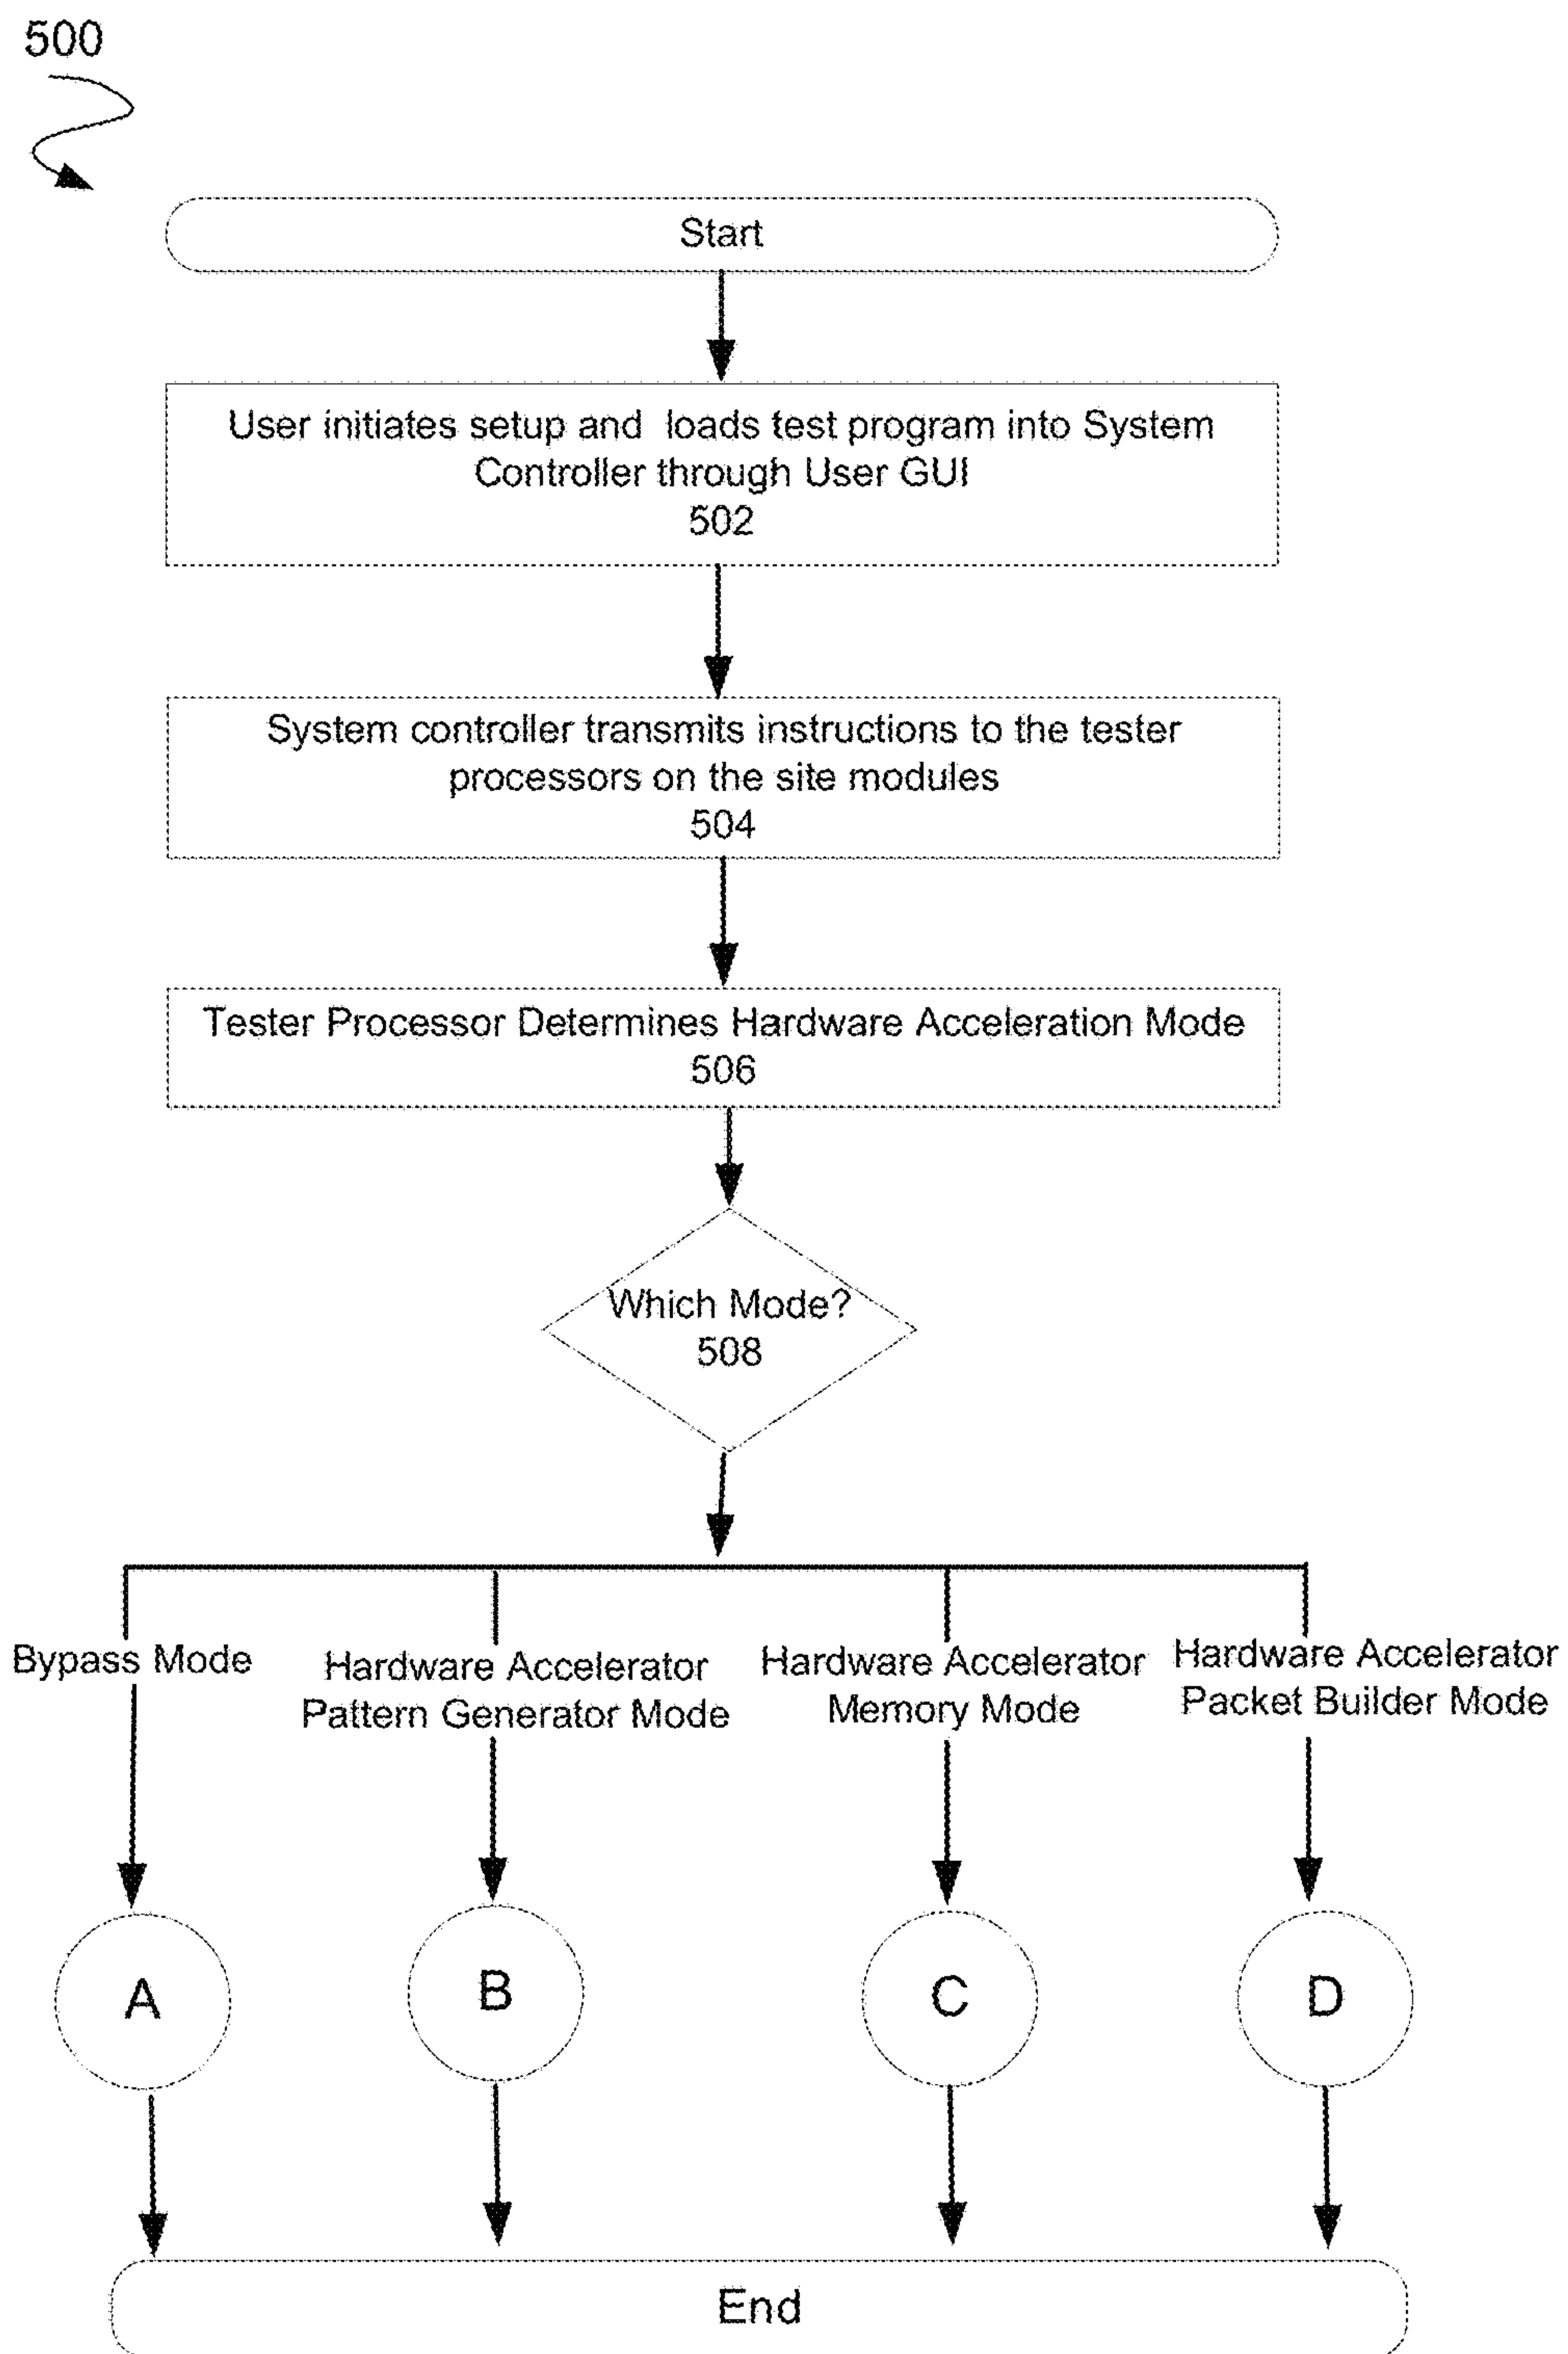 500
Start
User initiates setup and loads test program into System
Controller through User GUI
502
System controller transmits instructions to the tester
processors on the site modules
504
Tester Processor Determines Hardware Acceleration Mode
506
Which Mode?
508
Bypass Mode
Hardware Accelerator
Pattern Generator Mode
Hardware Accelerator
Memory Mode
Hardware Accelerator
Packet Builder Mode
A
B
C
D
End